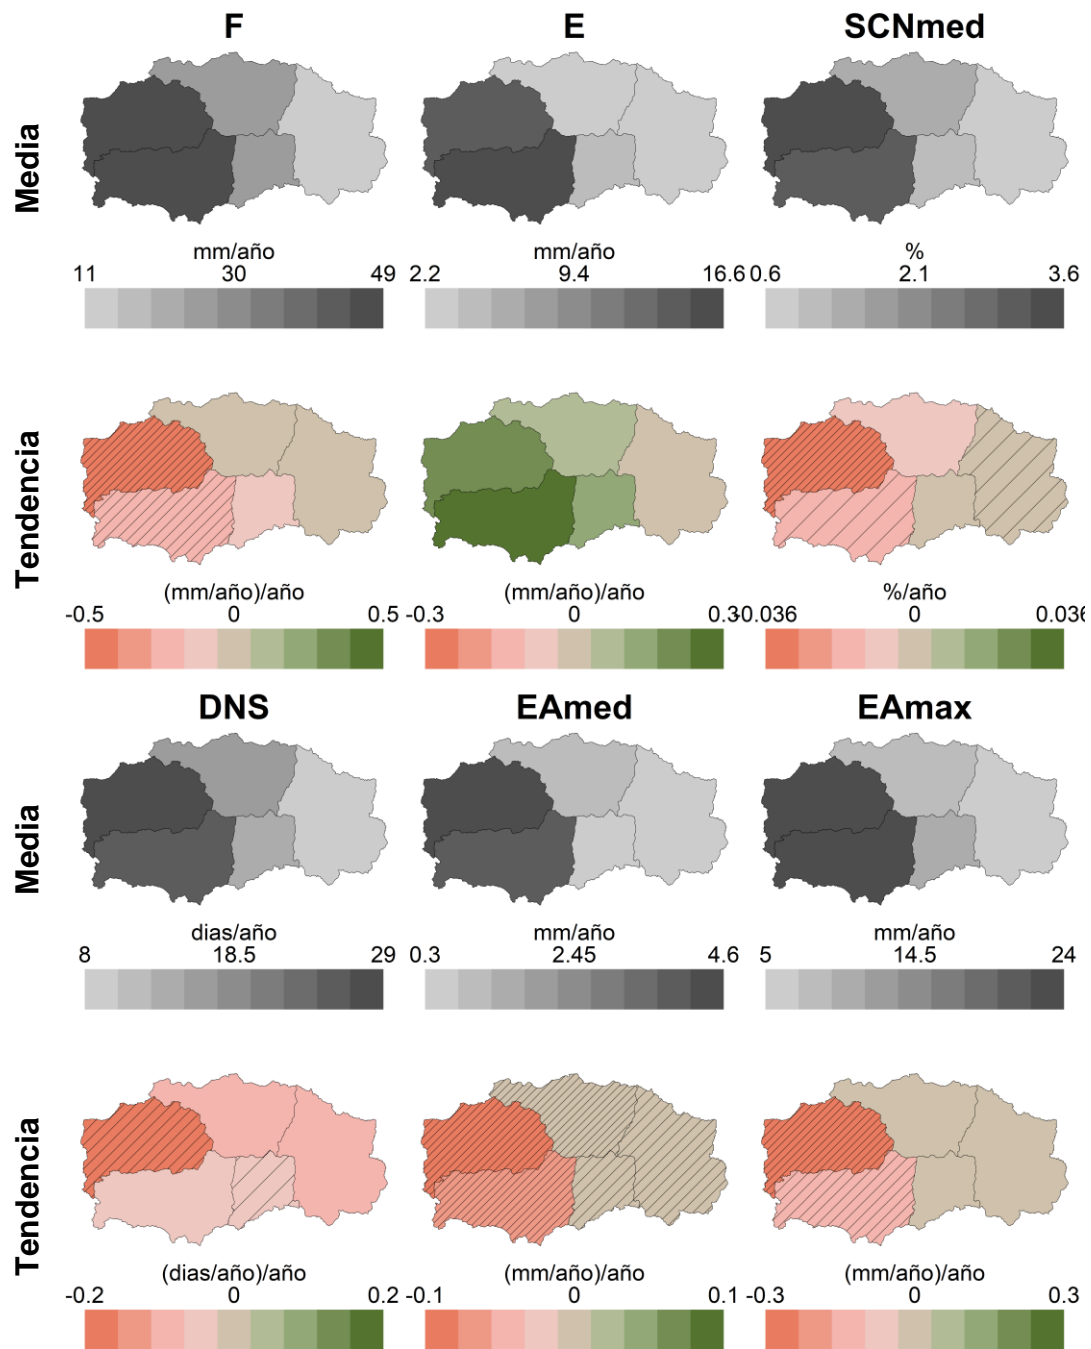 F E SCNmed
Media
mm/año mm/año %
11 30 49 2.2 9.4 16.6 0.6 2.1 3.6
Tendencia
(mm/año)/año (mm/año)/año %/año
-0.5 0 0.5 -0.3 0 0.3 -0.036 0 0.036
DNS EAmed EAmax
Media
dias/año mm/año mm/año
8 18.5 29 0.3 2.45 4.6 5 14.5 24
Tendencia
(dias/año)/año (mm/año)/año (mm/año)/año
-0.2 0 0.2 -0.1 0 0.1 -0.3 0 0.3